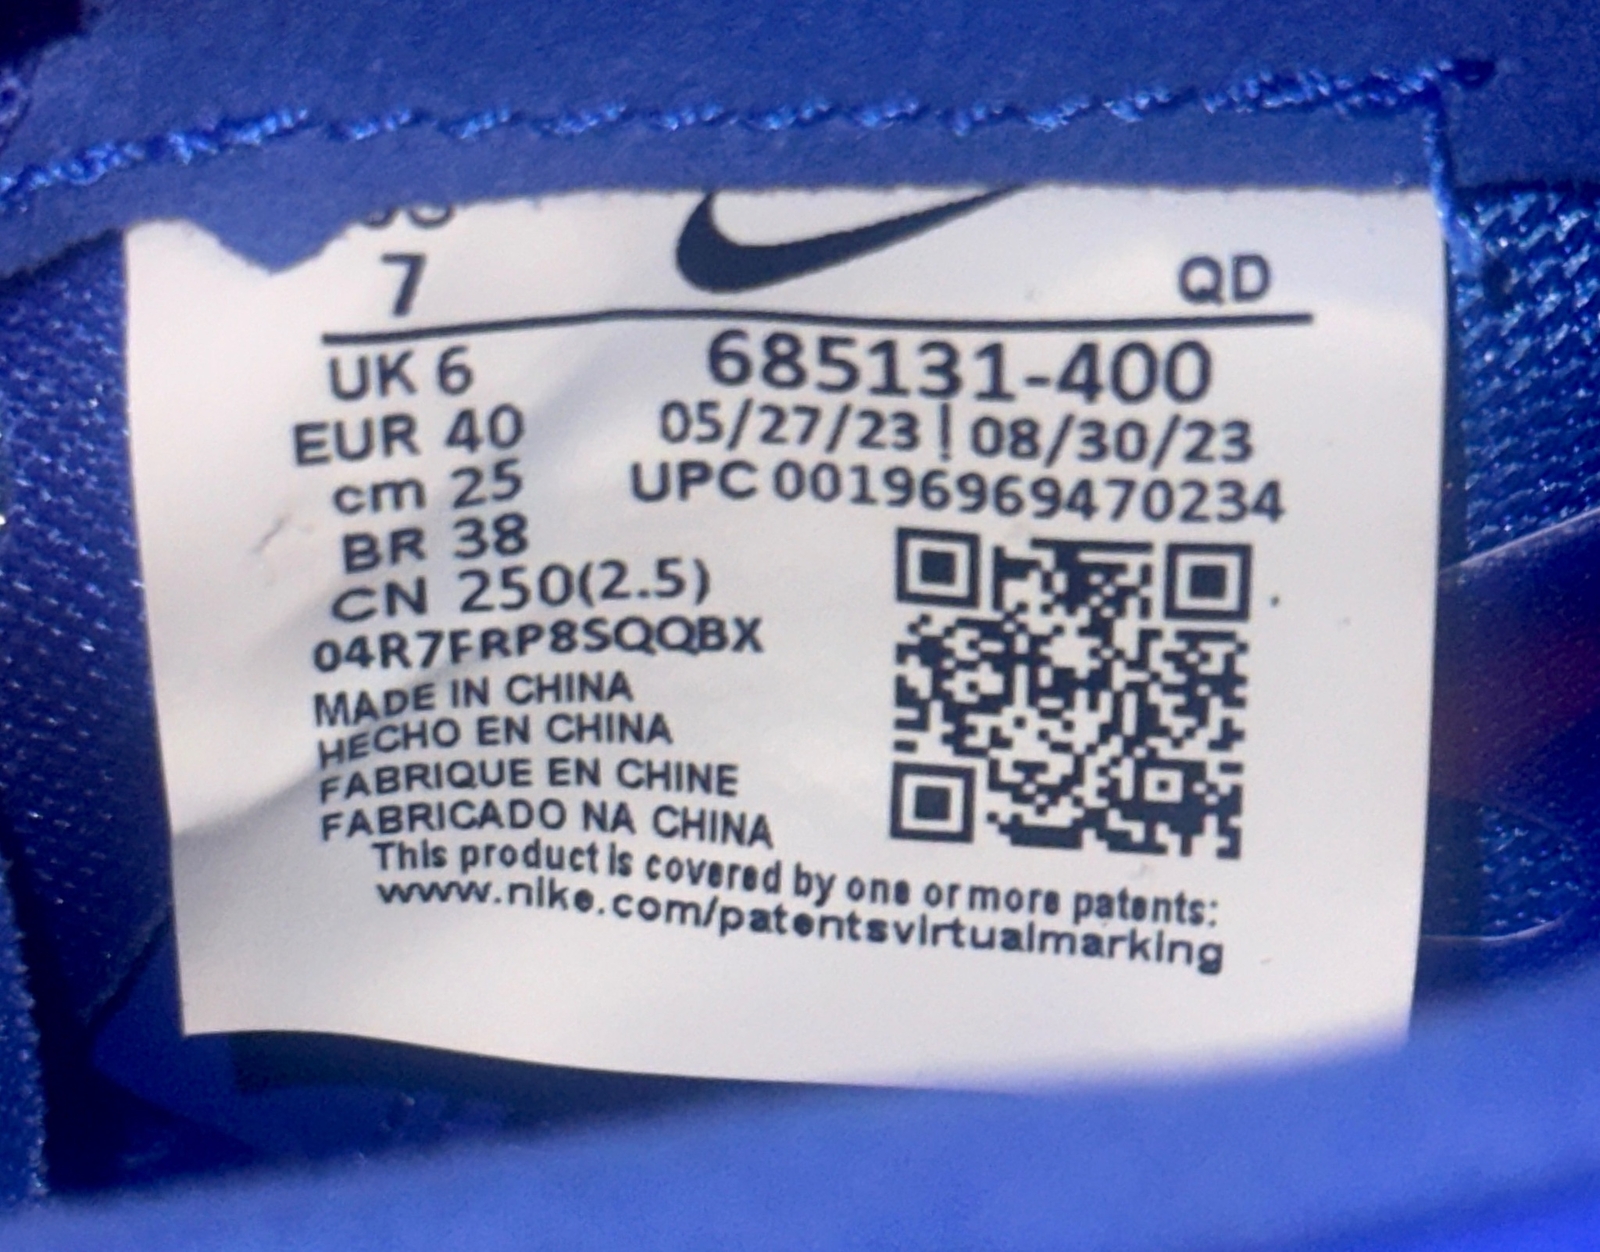 7
QD
UK 6
685131-400
EUR 40
05/27/23 | 08/30/23
cm 25
UPC 00196969470234
BR 38
CN 250(2.5)
04R7FRP8SQQBX
MADE IN CHINA
HECHO EN CHINA
FABRIQUE EN CHINE
FABRICADO NA CHINA
This product is covered by one or more patents:
www.nike.com/patentsvirtualmarking